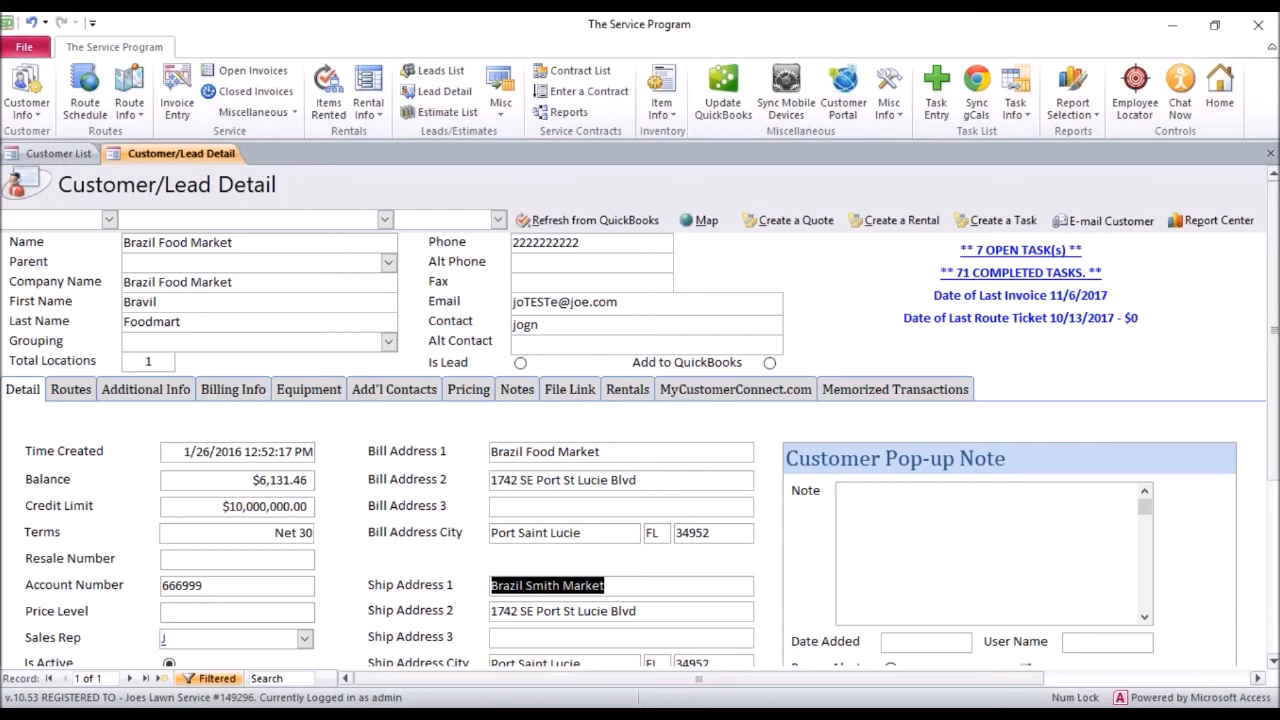 The Service Program
File The Service Program
Customer Info Route Schedule Route Info Invoice Entry Open Invoices Closed Invoices Miscellaneous Items Rented Rental Info Leads List Lead Detail Estimate List Misc Contract List Enter a Contract Reports Item Info Update QuickBooks Sync Mobile Devices Customer Portal Misc Info Task Entry Sync gCals Task Info Report Selection Employee Locator Chat Now Home
Customer Routes Service Rentals Leads/Estimates Service Contracts Inventory Miscellaneous Task List Reports Controls
Customer List Customer/Lead Detail
Customer/Lead Detail
Refresh from QuickBooks Map Create a Quote Create a Rental Create a Task E-mail Customer Report Center
Name Brazil Food Market Phone 2222222222
** 7 OPEN TASK(s) **
Parent Alt Phone
** 71 COMPLETED TASKS. **
Company Name Brazil Food Market Fax
Date of Last Invoice 11/6/2017
First Name Bravil Email joTESTe@joe.com
Date of Last Route Ticket 10/13/2017 - $0
Last Name Foodmart Contact jogn
Grouping Alt Contact
Total Locations 1 Is Lead Add to QuickBooks
Detail Routes Additional Info Billing Info Equipment Add'l Contacts Pricing Notes File Link Rentals MyCustomerConnect.com Memorized Transactions
Time Created 1/26/2016 12:52:17 PM Bill Address 1 Brazil Food Market Customer Pop-up Note
Balance $6,131.46 Bill Address 2 1742 SE Port St Lucie Blvd Note
Credit Limit $10,000,000.00 Bill Address 3
Terms Net 30 Bill Address City Port Saint Lucie FL 34952
Resale Number
Account Number 666999 Ship Address 1 Brazil Smith Market
Price Level Ship Address 2 1742 SE Port St Lucie Blvd
Sales Rep J Ship Address 3 Date Added User Name
Is Active Ship Address City Port Saint Lucie FL 34952
Record: 1 of 1 Filtered Search
v.10.53 REGISTERED TO - Joes Lawn Service #149296. Currently Logged in as admin Num Lock Powered by Microsoft Access